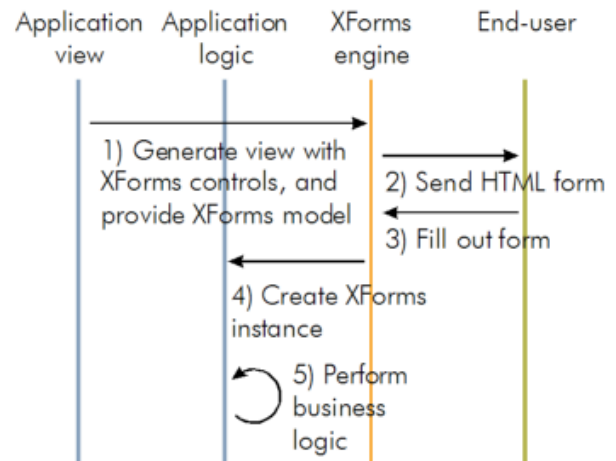 Application view
Application logic
XForms engine
End-user
1) Generate view with
XForms controls, and
provide XForms model
2) Send HTML form
3) Fill out form
4) Create XForms
instance
5) Perform
business
logic